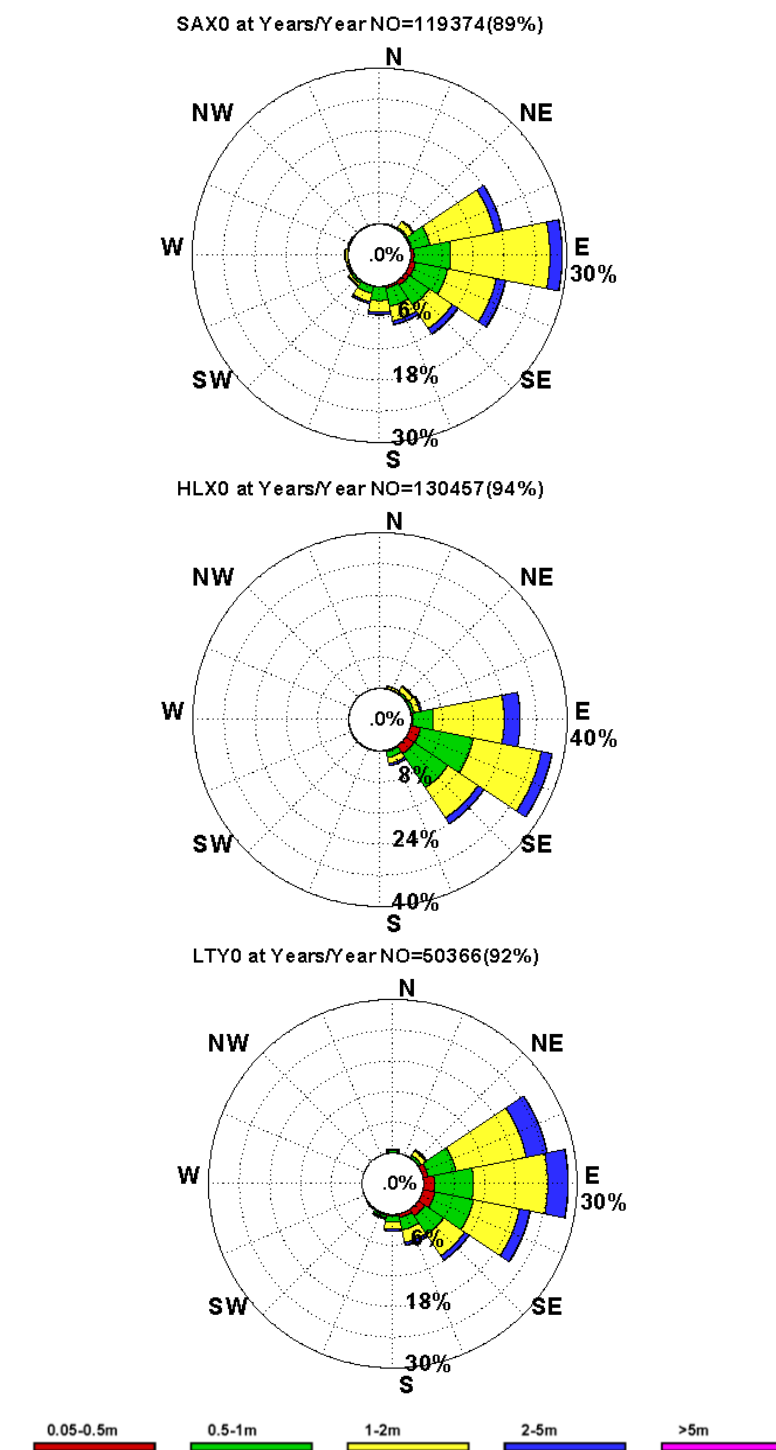 SAX0 at Years/Year NO=119374(89%)
N
NW NE
W .0% E
30%
6%
18%
SW SE
30%
S
HLX0 at Years/Year NO=130457(94%)
N
NW NE
W .0% E
40%
8%
24%
SW SE
40%
S
LTY0 at Years/Year NO=50366(92%)
N
NW NE
W .0% E
30%
6%
18%
SW SE
30%
S
0.05-0.5m 0.5-1m 1-2m 2-5m >5m